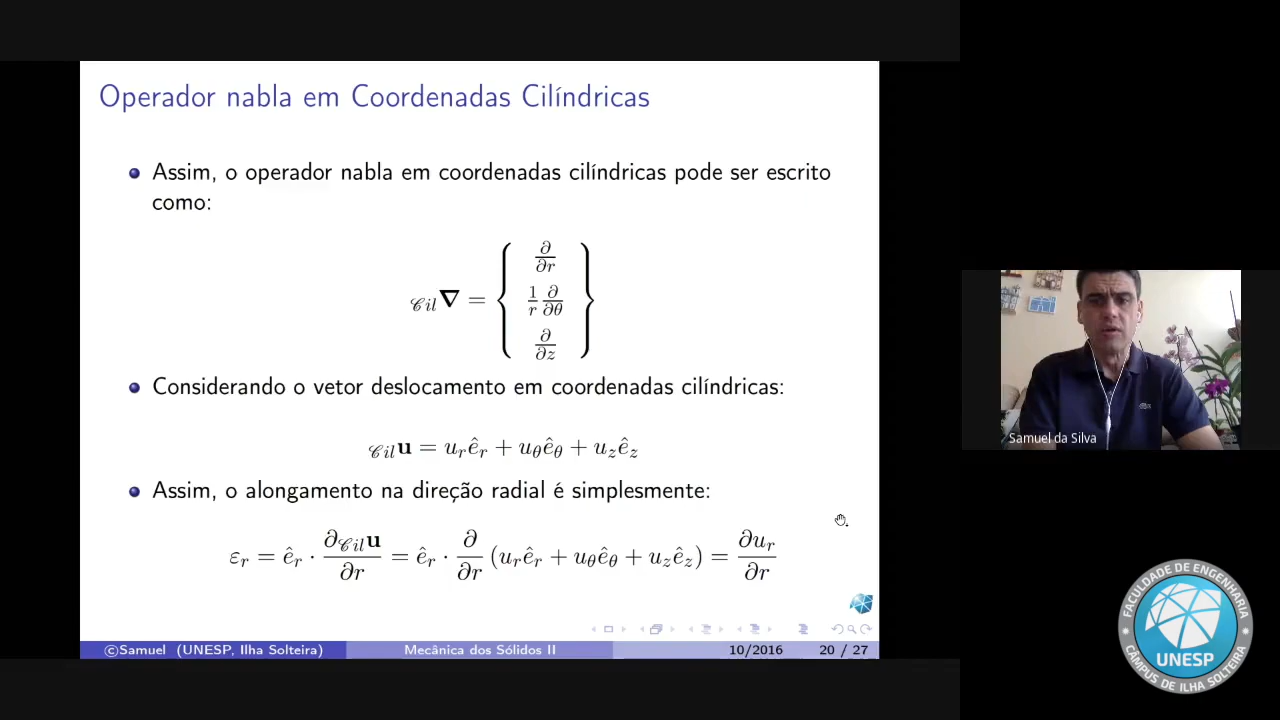 Operador nabla em Coordenadas Cilíndricas
Assim, o operador nabla em coordenadas cilíndricas pode ser escrito
como:
𝒞il∇ = { ∂/∂r
1/r ∂/∂θ
∂/∂z }
Considerando o vetor deslocamento em coordenadas cilíndricas:
𝒞il𝐮 = u_r ê_r + u_θ ê_θ + u_z ê_z
Assim, o alongamento na direção radial é simplesmente:
ε_r = ê_r · ∂𝒞il𝐮/∂r = ê_r · ∂/∂r (u_r ê_r + u_θ ê_θ + u_z ê_z) = ∂u_r/∂r
©Samuel (UNESP, Ilha Solteira) Mecânica dos Sólidos II 10/2016 20 / 27
Samuel da Silva
FACULDADE DE ENGENHARIA
UNESP
CÂMPUS DE ILHA SOLTEIRA